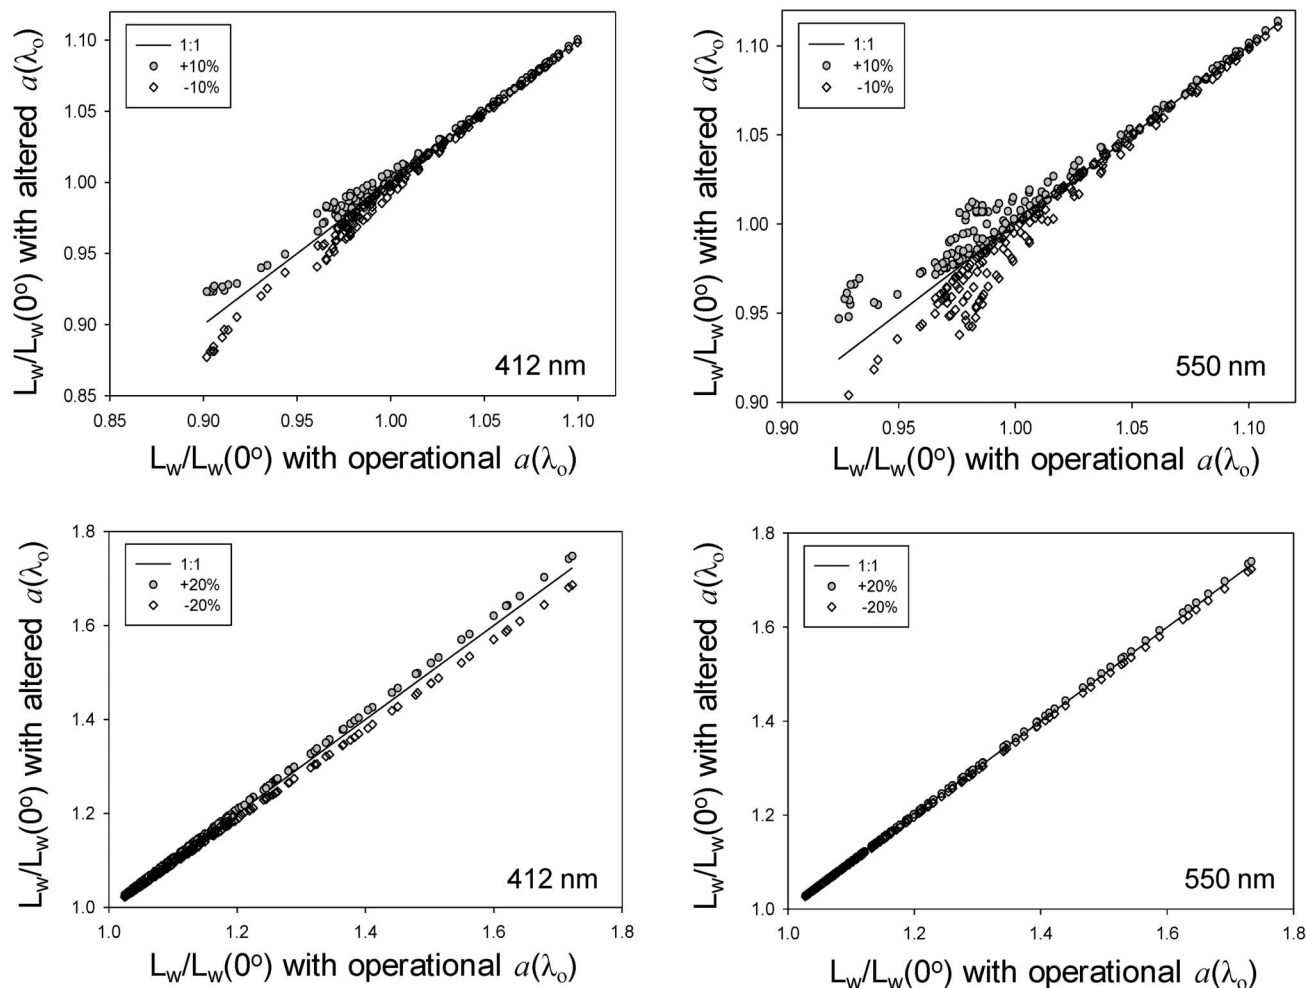 L_w/L_w(0°) with altered a(λ_o)
1.10
1.05
1.00
0.95
0.90
0.85
1:1
+10%
-10%
412 nm
0.85 0.90 0.95 1.00 1.05 1.10
L_w/L_w(0°) with operational a(λ_o)
L_w/L_w(0°) with altered a(λ_o)
1.10
1.05
1.00
0.95
0.90
1:1
+10%
-10%
550 nm
0.90 0.95 1.00 1.05 1.10
L_w/L_w(0°) with operational a(λ_o)
L_w/L_w(0°) with altered a(λ_o)
1.8
1.6
1.4
1.2
1.0
1:1
+20%
-20%
412 nm
1.0 1.2 1.4 1.6 1.8
L_w/L_w(0°) with operational a(λ_o)
L_w/L_w(0°) with altered a(λ_o)
1.8
1.6
1.4
1.2
1.0
1:1
+20%
-20%
550 nm
1.0 1.2 1.4 1.6 1.8
L_w/L_w(0°) with operational a(λ_o)